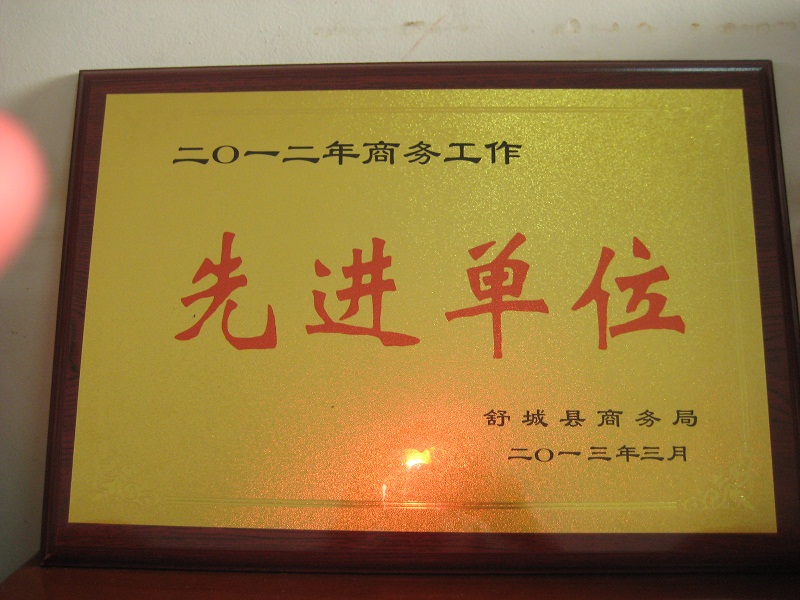 二〇一二年商务工作
先进单位
舒城县商务局
二〇一三年三月